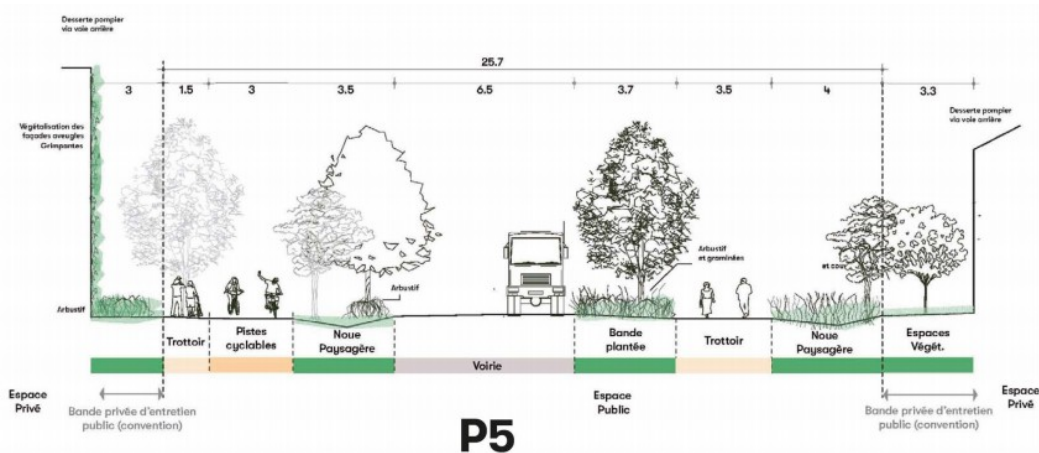 Desserte pompier
via voie arrière
25.7
3
1.5
3
3.5
6.5
3.7
3.5
4
3.3
Desserte pompier
via voie arrière
Végétalisation des
façades aveugles
Grimpantes
Arbustif
et graminées
et cour
Arbustif
Arbustif
Trottoir
Pistes
cyclables
Noue
Paysagère
Voirie
Bande
plantée
Trottoir
Noue
Paysagère
Espaces
Végét.
Espace
Privé
Bande privée d'entretien
public (convention)
Espace
Public
Bande privée d'entretien
public (convention)
Espace
Privé
P5